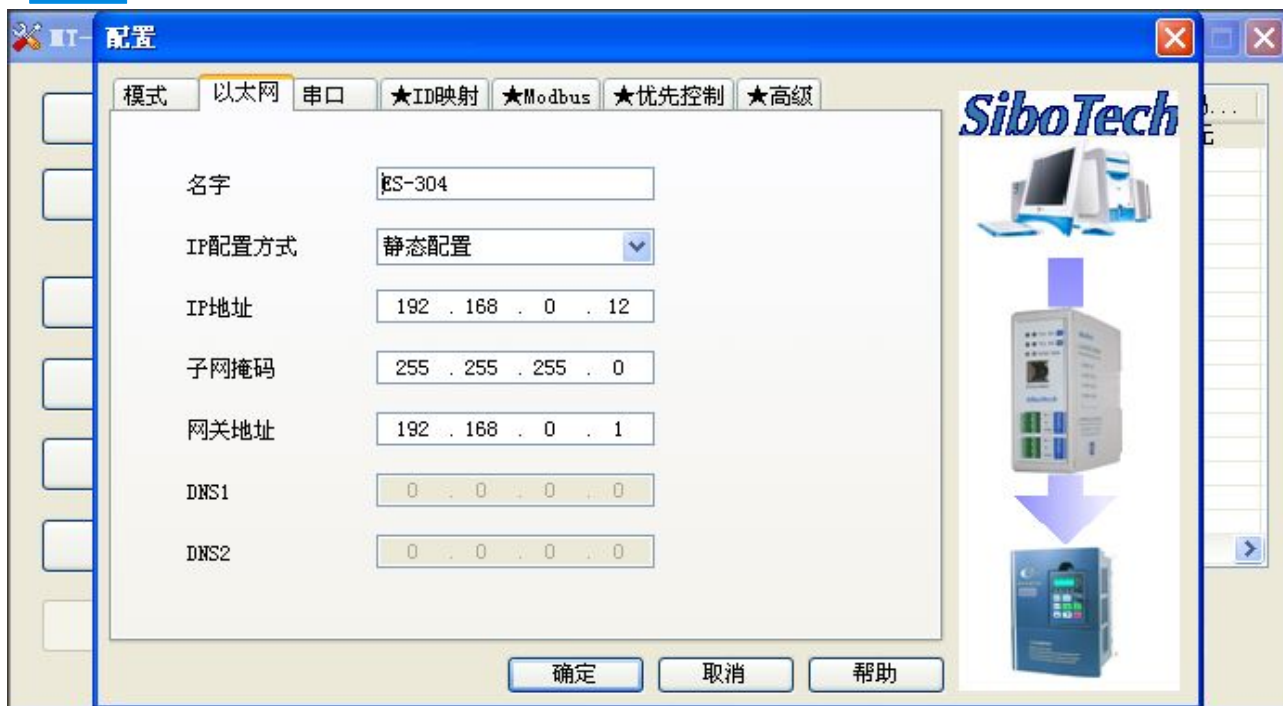 MT-
配置
模式 以太网 串口 ★ID映射 ★Modbus ★优先控制 ★高级
SiboTech
名字 ES-304
IP配置方式 静态配置
IP地址 192 . 168 . 0 . 12
子网掩码 255 . 255 . 255 . 0
网关地址 192 . 168 . 0 . 1
DNS1 0 . 0 . 0 . 0
DNS2 0 . 0 . 0 . 0
确定 取消 帮助